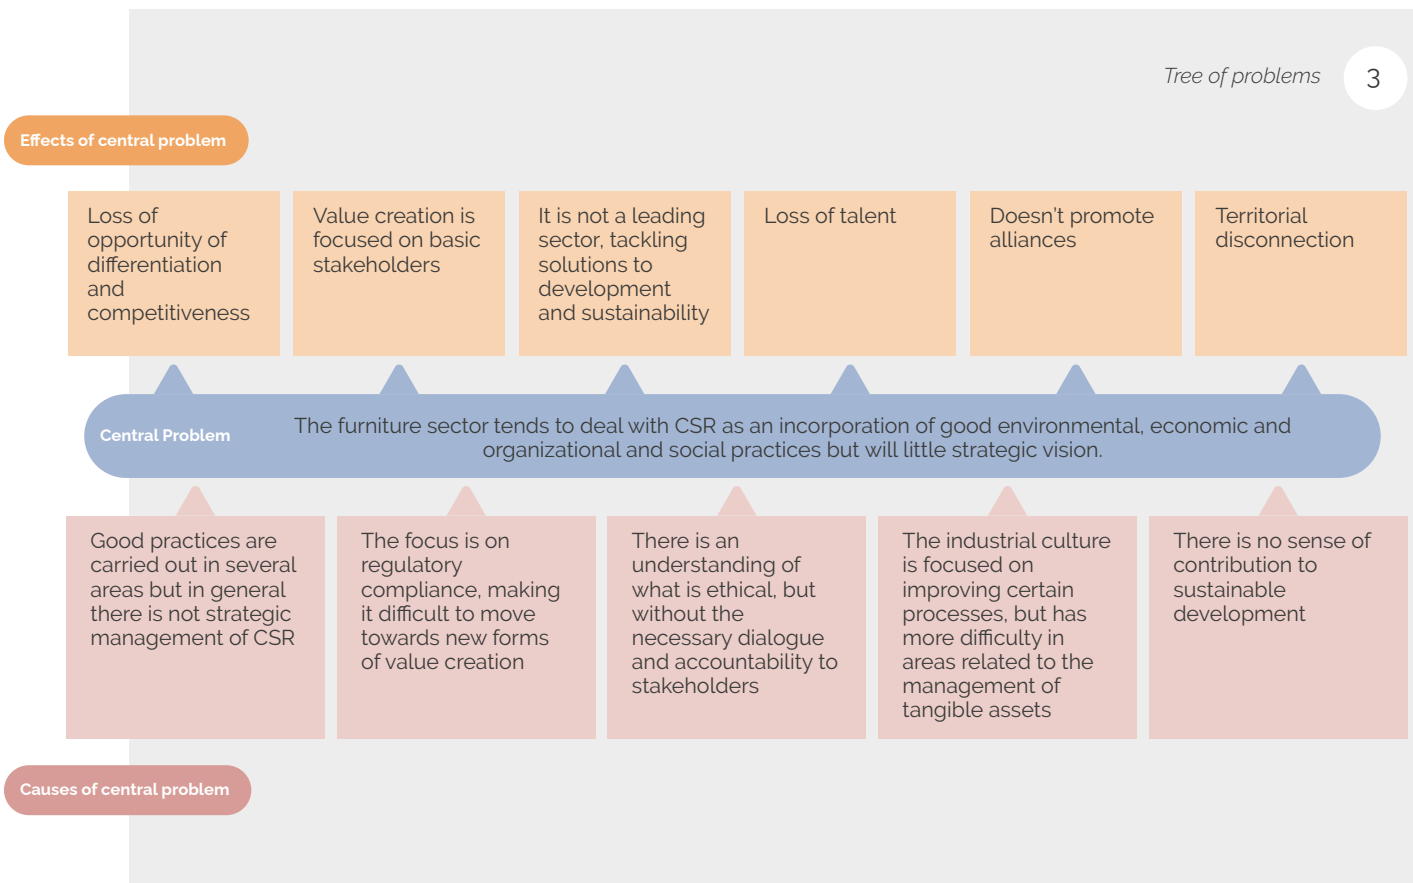 Tree of problems
3
Effects of central problem
Loss of
opportunity of
differentiation
and
competitiveness
Value creation is
focused on basic
stakeholders
It is not a leading
sector, tackling
solutions to
development
and sustainability
Loss of talent
Doesn't promote
alliances
Territorial
disconnection
Central Problem
The furniture sector tends to deal with CSR as an incorporation of good environmental, economic and
organizational and social practices but will little strategic vision.
Good practices are
carried out in several
areas but in general
there is not strategic
management of CSR
The focus is on
regulatory
compliance, making
it difficult to move
towards new forms
of value creation
There is an
understanding of
what is ethical, but
without the
necessary dialogue
and accountability to
stakeholders
The industrial culture
is focused on
improving certain
processes, but has
more difficulty in
areas related to the
management of
tangible assets
There is no sense of
contribution to
sustainable
development
Causes of central problem